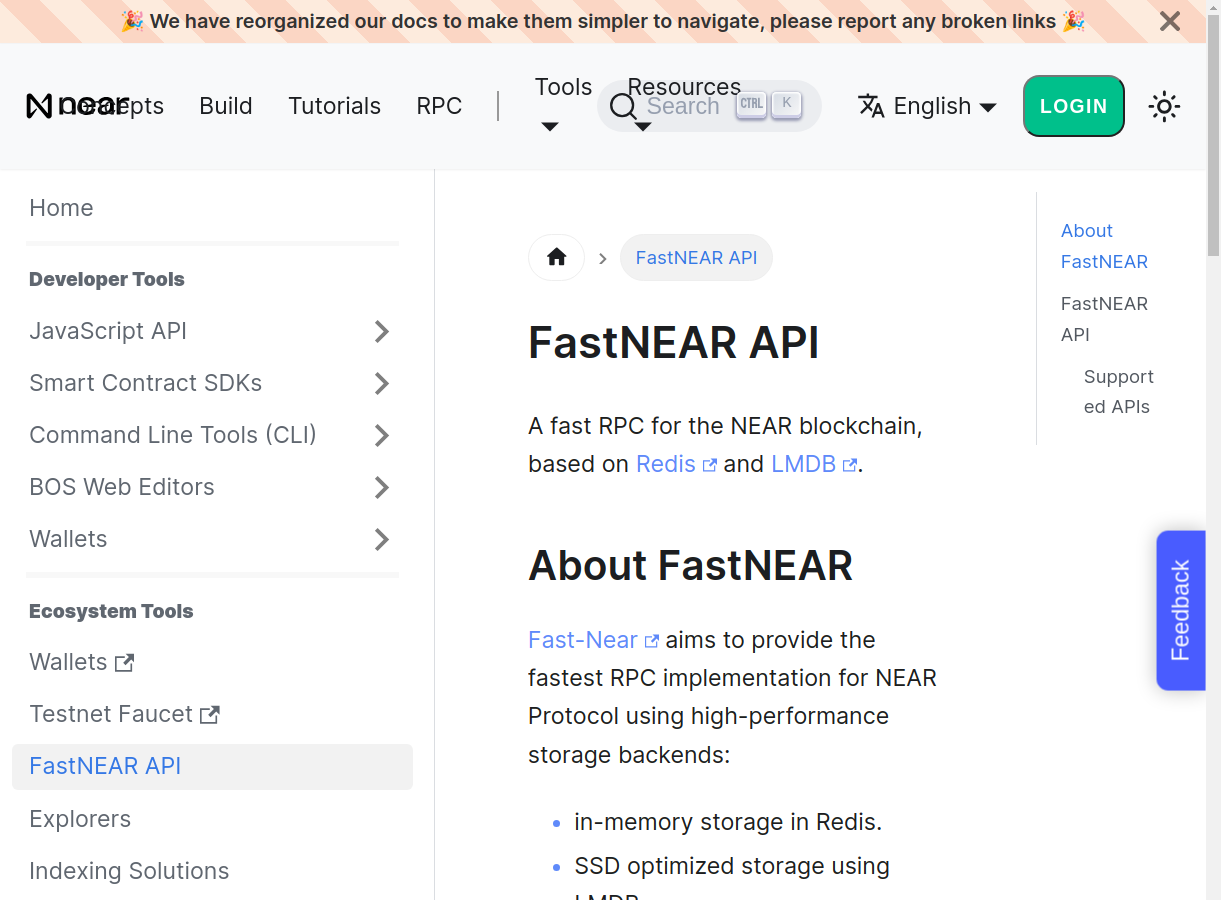 🎉 We have reorganized our docs to make them simpler to navigate, please report any broken links 🎉
near
Concepts
Build
Tutorials
RPC
Tools
Resources
Search
CTRL
K
English
LOGIN
Home
Developer Tools
JavaScript API
Smart Contract SDKs
Command Line Tools (CLI)
BOS Web Editors
Wallets
Ecosystem Tools
Wallets
Testnet Faucet
FastNEAR API
Explorers
Indexing Solutions
FastNEAR API
FastNEAR API
A fast RPC for the NEAR blockchain,
based on Redis and LMDB.
About FastNEAR
Fast-Near aims to provide the
fastest RPC implementation for NEAR
Protocol using high-performance
storage backends:
in-memory storage in Redis.
SSD optimized storage using
LMDB
About
FastNEAR
FastNEAR
API
Support
ed APIs
Feedback